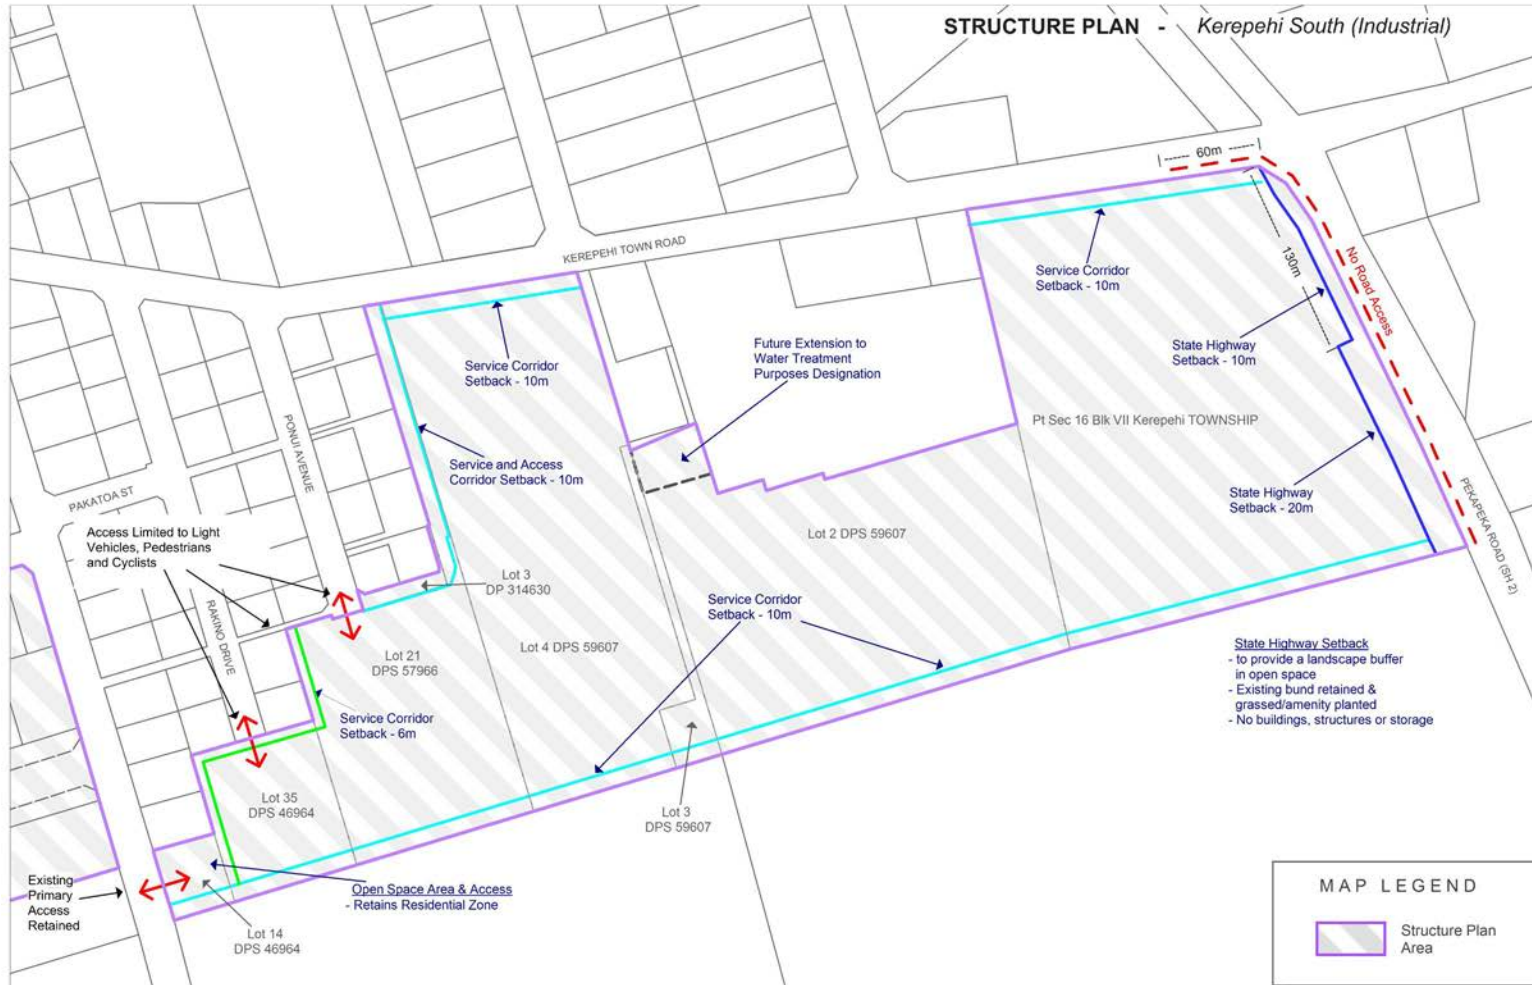 STRUCTURE PLAN - Kerepehi South (Industrial)
60m
KEREPEHI TOWN ROAD
130m
No Road Access
Service Corridor
Setback - 10m
State Highway
Setback - 10m
Service Corridor
Setback - 10m
Future Extension to
Water Treatment
Purposes Designation
Pt Sec 16 Blk VII Kerepehi TOWNSHIP
PONUI AVENUE
Service and Access
Corridor Setback - 10m
PAKATOA ST
State Highway
Setback - 20m
PEKAPEKA ROAD (SH 2)
Access Limited to Light
Vehicles, Pedestrians
and Cyclists
Lot 2 DPS 59607
Lot 3
DP 314630
RAKINO DRIVE
Service Corridor
Setback - 10m
Lot 4 DPS 59607
Lot 21
DPS 57966
State Highway Setback
- to provide a landscape buffer
in open space
- Existing bund retained &
grassed/amenity planted
- No buildings, structures or storage
Service Corridor
Setback - 6m
Lot 35
DPS 46964
Lot 3
DPS 59607
Existing
Primary
Access
Retained
Open Space Area & Access
- Retains Residential Zone
Lot 14
DPS 46964
MAP LEGEND
Structure Plan
Area